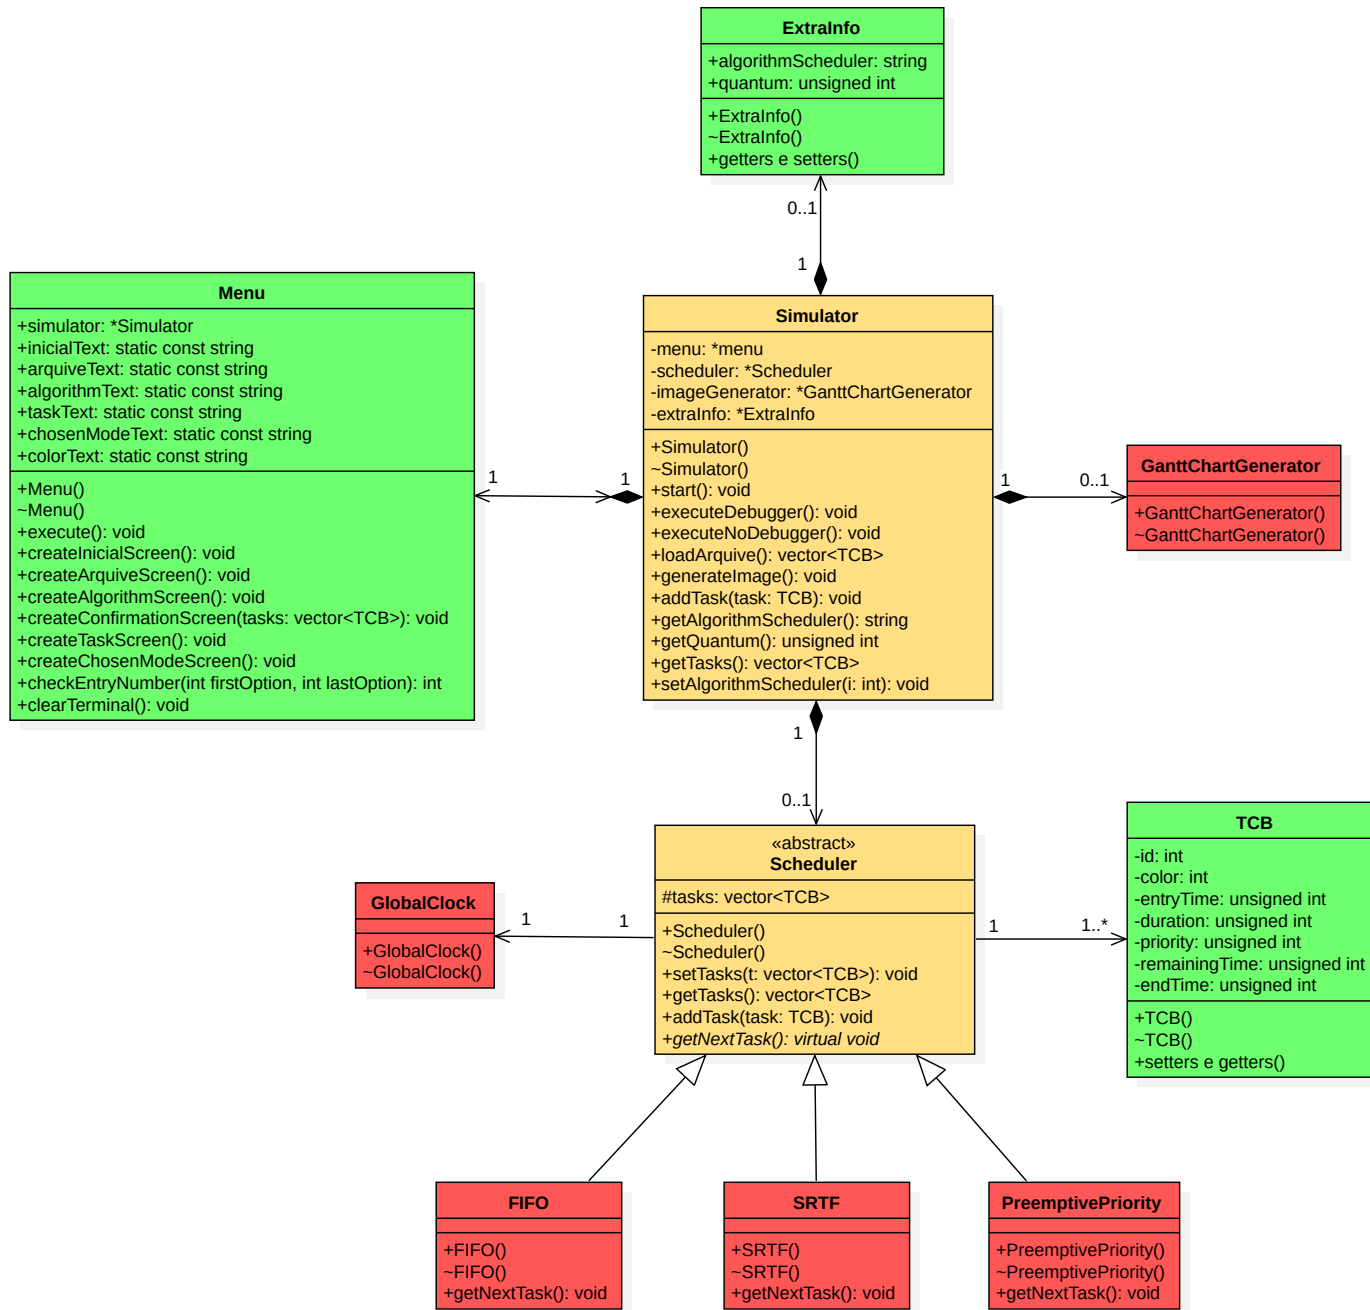 ExtraInfo
+algorithmScheduler: string
+quantum: unsigned int
+ExtraInfo()
~ExtraInfo()
+getters e setters()
0..1
1
Menu
+simulator: *Simulator
+inicialText: static const string
+arquiveText: static const string
+algorithmText: static const string
+taskText: static const string
+chosenModeText: static const string
+colorText: static const string
+Menu()
~Menu()
+execute(): void
+createInicialScreen(): void
+createArquiveScreen(): void
+createAlgorithmScreen(): void
+createConfirmationScreen(tasks: vector<TCB>): void
+createTaskScreen(): void
+createChosenModeScreen(): void
+checkEntryNumber(int firstOption, int lastOption): int
+clearTerminal(): void
1
1
Simulator
-menu: *menu
-scheduler: *Scheduler
-imageGenerator: *GanttChartGenerator
-extraInfo: *ExtraInfo
+Simulator()
~Simulator()
+start(): void
+executeDebugger(): void
+executeNoDebugger(): void
+loadArquive(): vector<TCB>
+generateImage(): void
+addTask(task: TCB): void
+getAlgorithmScheduler(): string
+getQuantum(): unsigned int
+getTasks(): vector<TCB>
+setAlgorithmScheduler(i: int): void
1
0..1
GanttChartGenerator
+GanttChartGenerator()
~GanttChartGenerator()
1
0..1
«abstract»
Scheduler
#tasks: vector<TCB>
+Scheduler()
~Scheduler()
+setTasks(t: vector<TCB>): void
+getTasks(): vector<TCB>
+addTask(task: TCB): void
+getNextTask(): virtual void
GlobalClock
+GlobalClock()
~GlobalClock()
1
1
1
1..*
TCB
-id: int
-color: int
-entryTime: unsigned int
-duration: unsigned int
-priority: unsigned int
-remainingTime: unsigned int
-endTime: unsigned int
+TCB()
~TCB()
+setters e getters()
FIFO
+FIFO()
~FIFO()
+getNextTask(): void
SRTF
+SRTF()
~SRTF()
+getNextTask(): void
PreemptivePriority
+PreemptivePriority()
~PreemptivePriority()
+getNextTask(): void